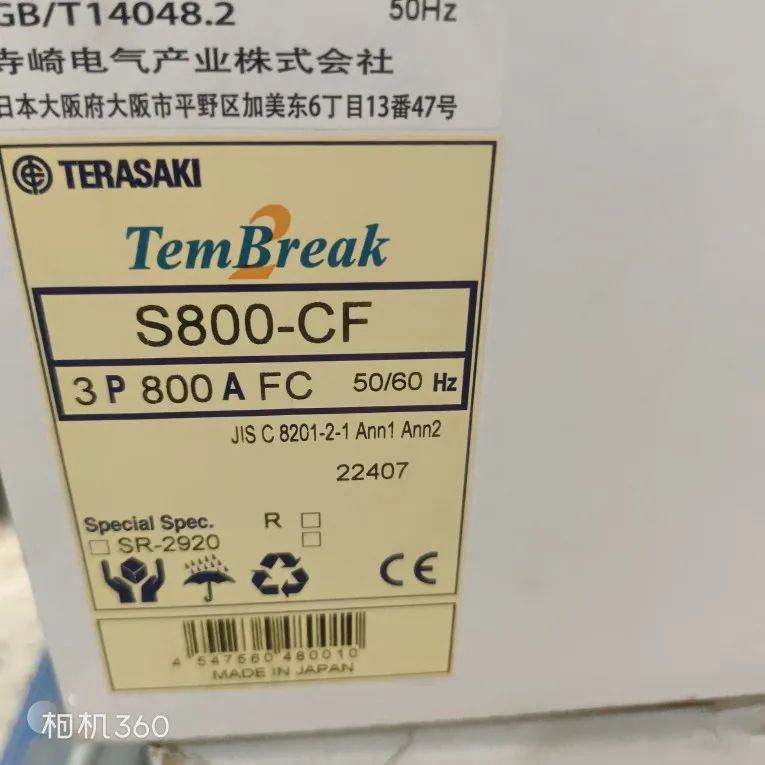 GB/T14048.2 50Hz
寺崎电气产业株式会社
日本大阪府大阪市平野区加美东6丁目13番47号
TERASAKI
TemBreak 2
S800-CF
3 P 800 A FC 50/60 Hz
JIS C 8201-2-1 Ann1 Ann2
22407
Special Spec. R □
□ SR-2920 □
CE
4 547560 480010
MADE IN JAPAN
相机360